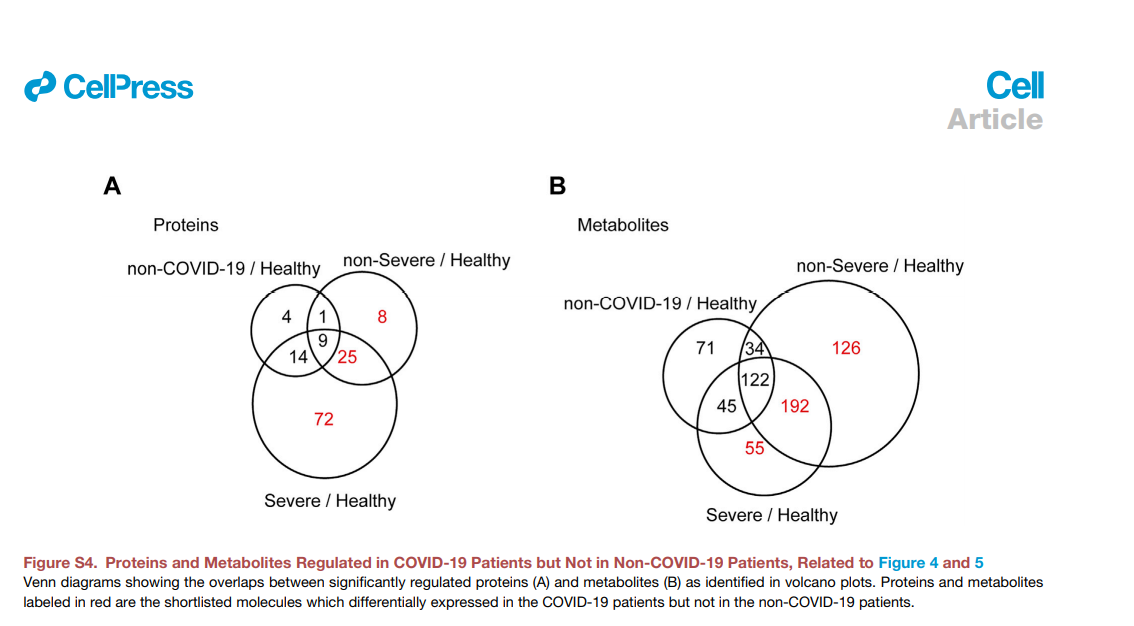 CellPress
Cell
Article
A
B
Proteins
Metabolites
non-COVID-19 / Healthy
non-Severe / Healthy
4
1
8
9
14
25
72
Severe / Healthy
non-Severe / Healthy
non-COVID-19 / Healthy
71
34
126
122
45
192
55
Severe / Healthy
Figure S4. Proteins and Metabolites Regulated in COVID-19 Patients but Not in Non-COVID-19 Patients, Related to Figure 4 and 5
Venn diagrams showing the overlaps between significantly regulated proteins (A) and metabolites (B) as identified in volcano plots. Proteins and metabolites
labeled in red are the shortlisted molecules which differentially expressed in the COVID-19 patients but not in the non-COVID-19 patients.